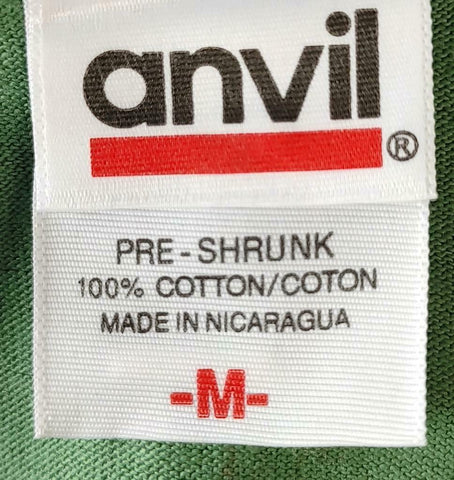 anvil
®
PRE-SHRUNK
100% COTTON/COTON
MADE IN NICARAGUA
-M-